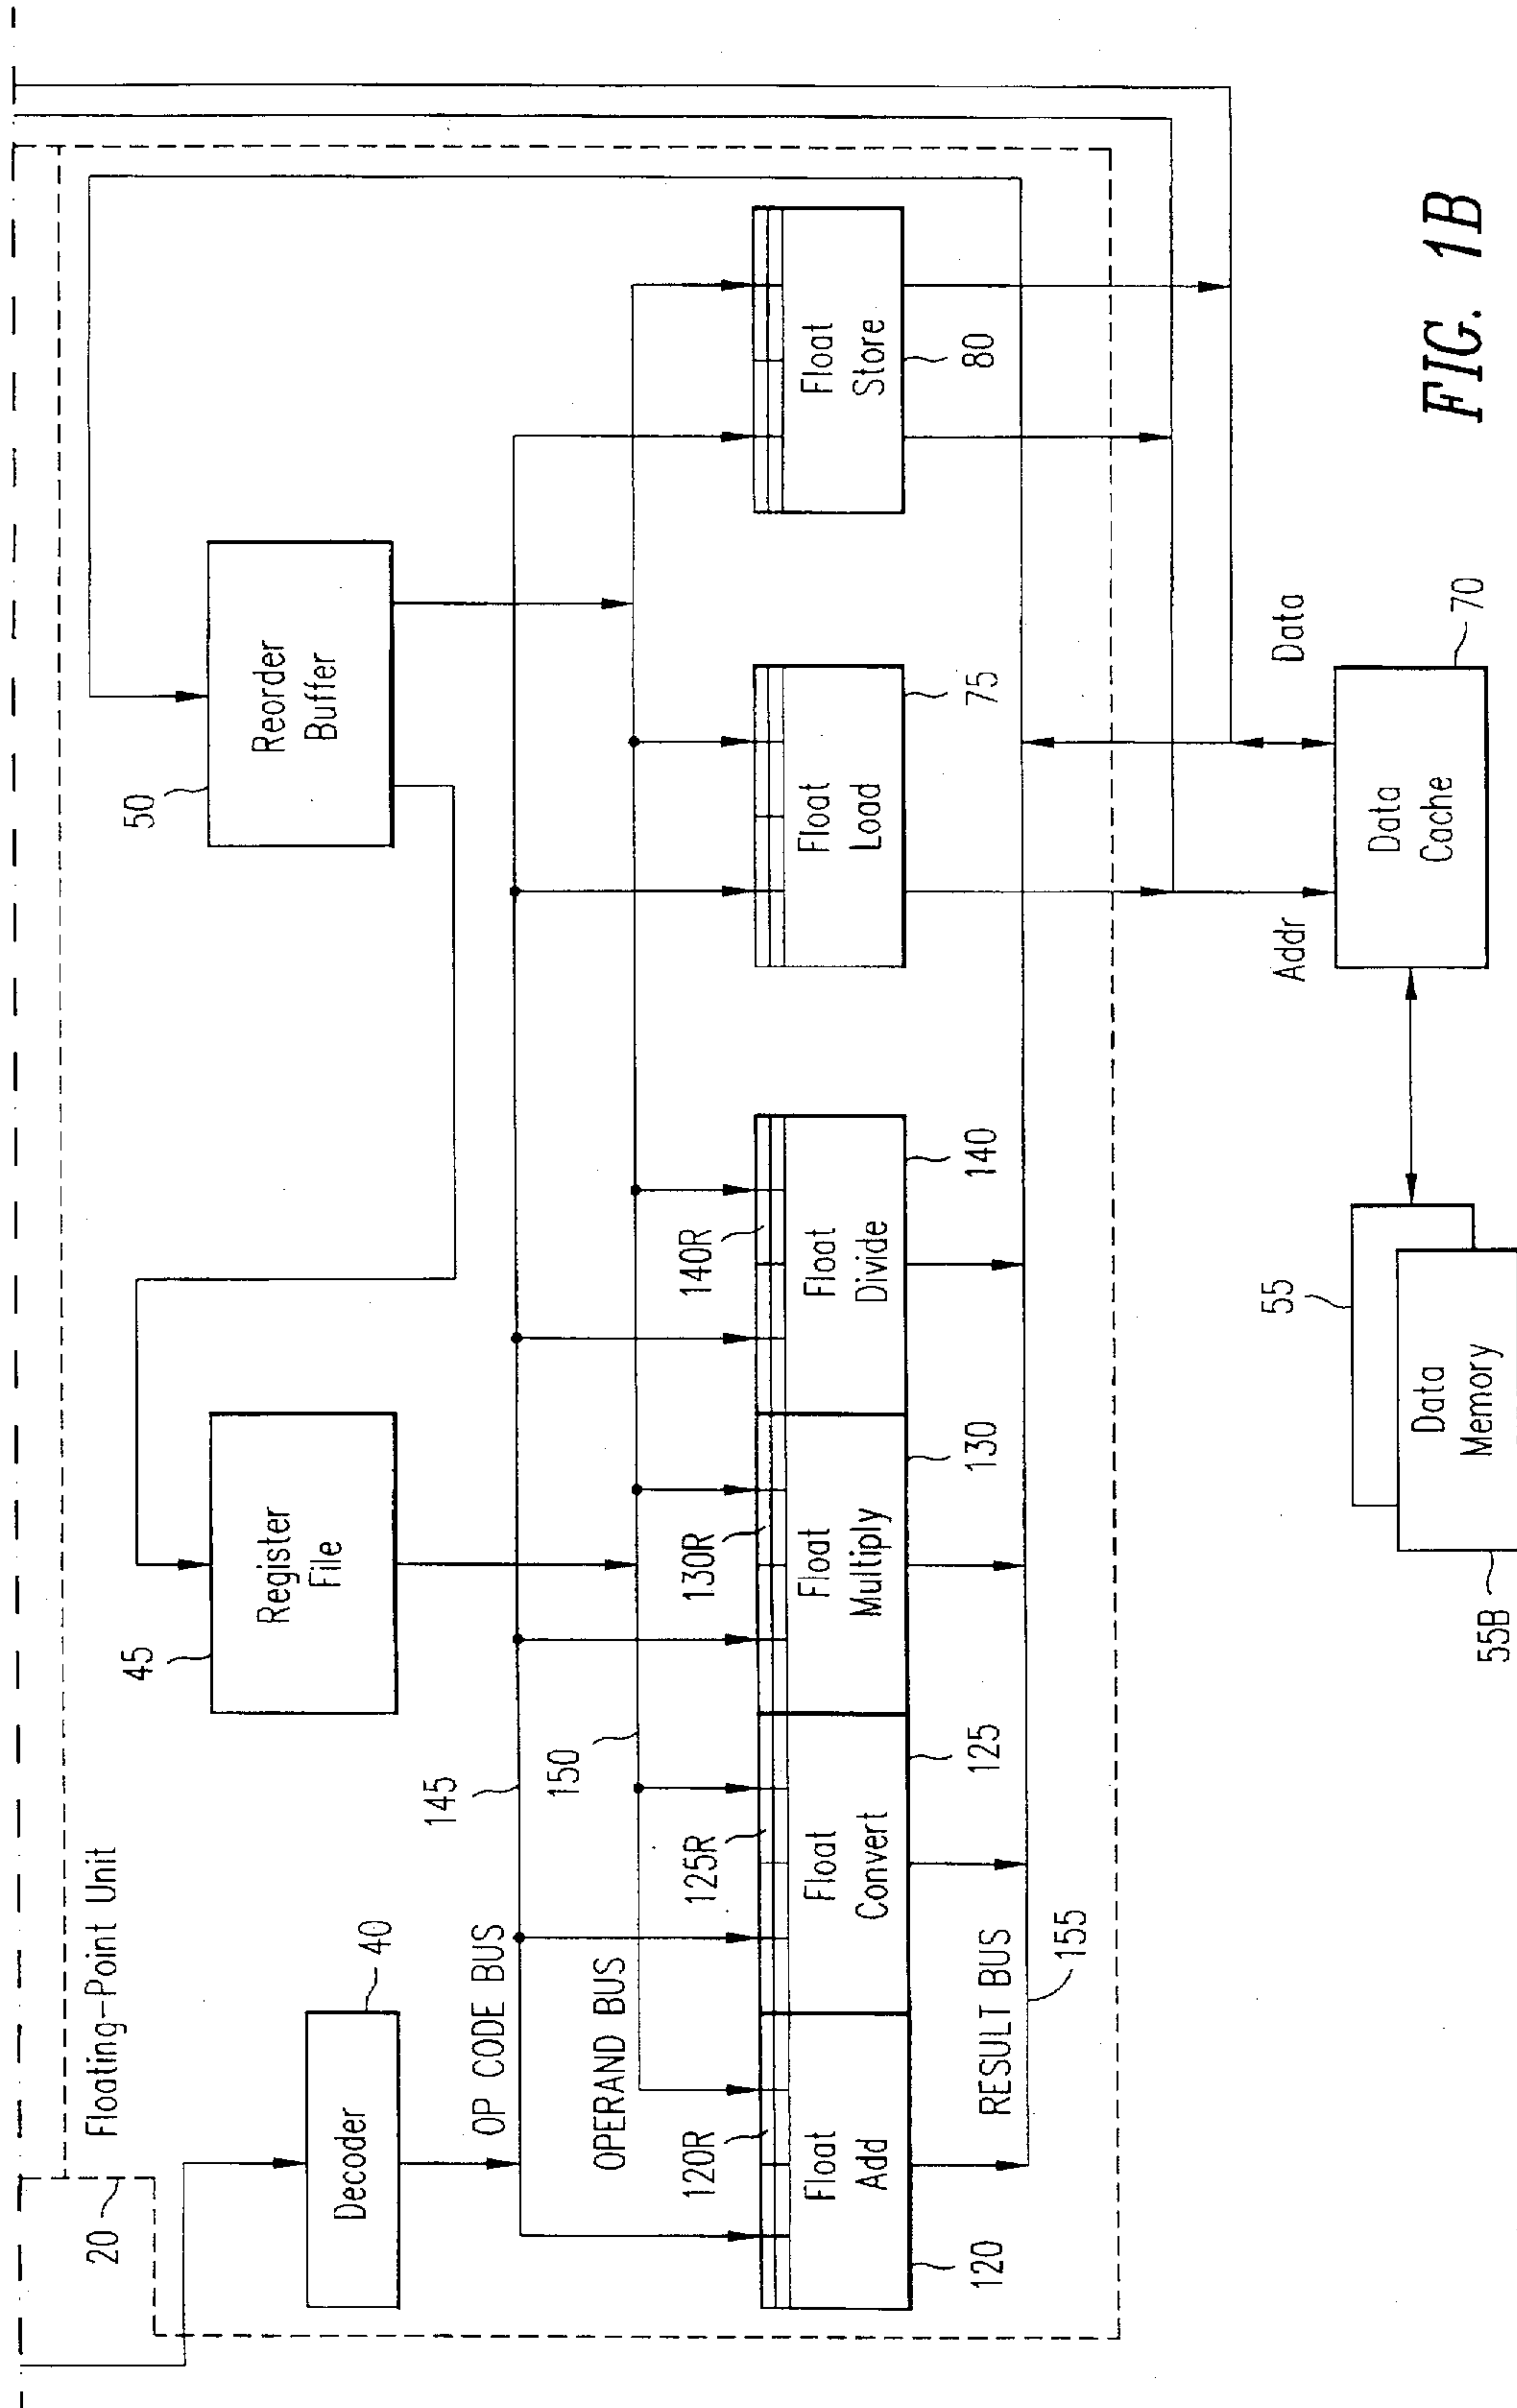 20
Floating-Point Unit
Decoder
40
45
Register
File
50
Reorder
Buffer
OP CODE BUS
145
OPERAND BUS
150
120R
125R
130R
140R
Float
Add
Float
Convert
Float
Multiply
Float
Divide
Float
Load
Float
Store
120
125
130
140
75
80
RESULT BUS
155
Addr
Data
55
Data
Memory
55B
Data
Cache
70
FIG. 1B